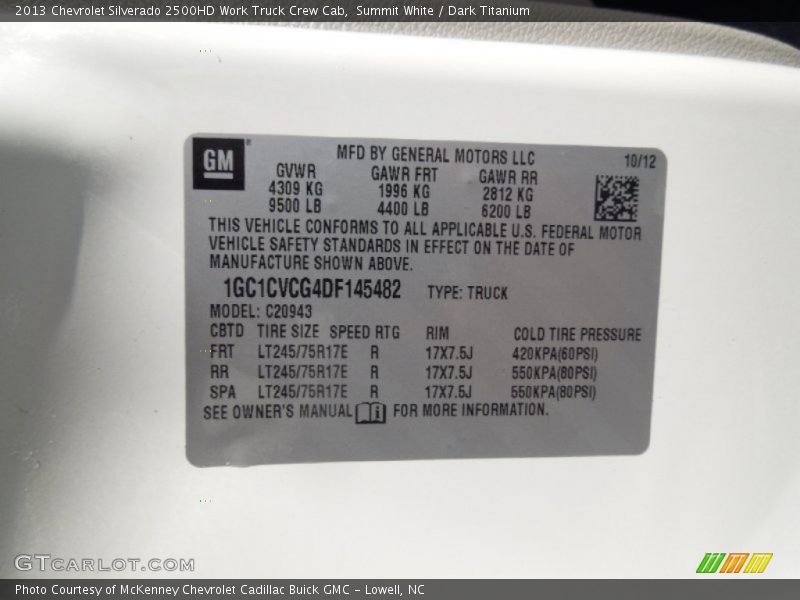 2013 Chevrolet Silverado 2500HD Work Truck Crew Cab, Summit White / Dark Titanium
GM
MFD BY GENERAL MOTORS LLC 10/12
GVWR GAWR FRT GAWR RR
4309 KG 1996 KG 2812 KG
9500 LB 4400 LB 6200 LB
THIS VEHICLE CONFORMS TO ALL APPLICABLE U.S. FEDERAL MOTOR
VEHICLE SAFETY STANDARDS IN EFFECT ON THE DATE OF
MANUFACTURE SHOWN ABOVE.
1GC1CVCG4DF145482 TYPE: TRUCK
MODEL: C20943
CBTD TIRE SIZE SPEED RTG RIM COLD TIRE PRESSURE
FRT LT245/75R17E R 17X7.5J 420KPA(60PSI)
RR LT245/75R17E R 17X7.5J 550KPA(80PSI)
SPA LT245/75R17E R 17X7.5J 550KPA(80PSI)
SEE OWNER'S MANUAL FOR MORE INFORMATION.
GTCARLOT.COM
Photo Courtesy of McKenney Chevrolet Cadillac Buick GMC - Lowell, NC